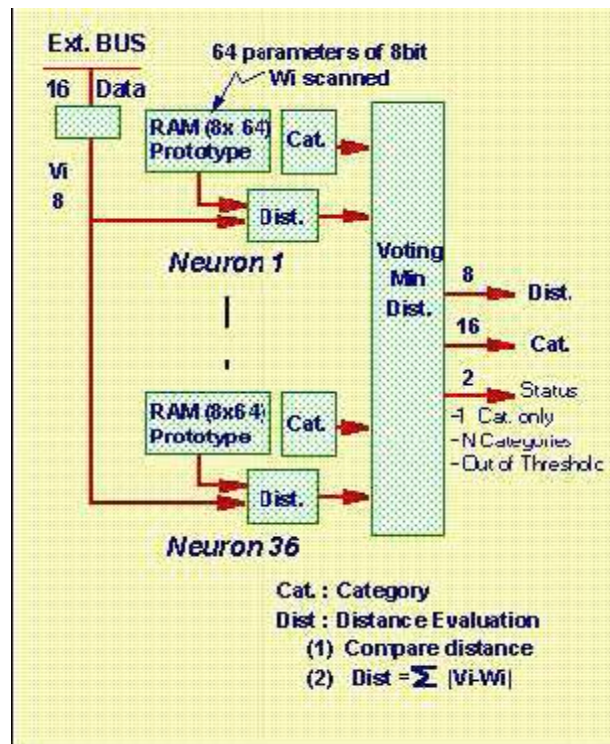 Ext. BUS
16 Data
64 parameters of 8bit
Wi scanned
RAM (8x 64)
Prototype
Cat.
Vi
8
Dist.
Neuron 1
Voting
Min
Dist.
8
Dist.
16
Cat.
2
Status
-1 Cat. only
-N Categories
-Out of Threshold
RAM (8x64)
Prototype
Cat.
Dist.
Neuron 36
Cat. : Category
Dist : Distance Evaluation
(1) Compare distance
(2) Dist = Σ |Vi-Wi|